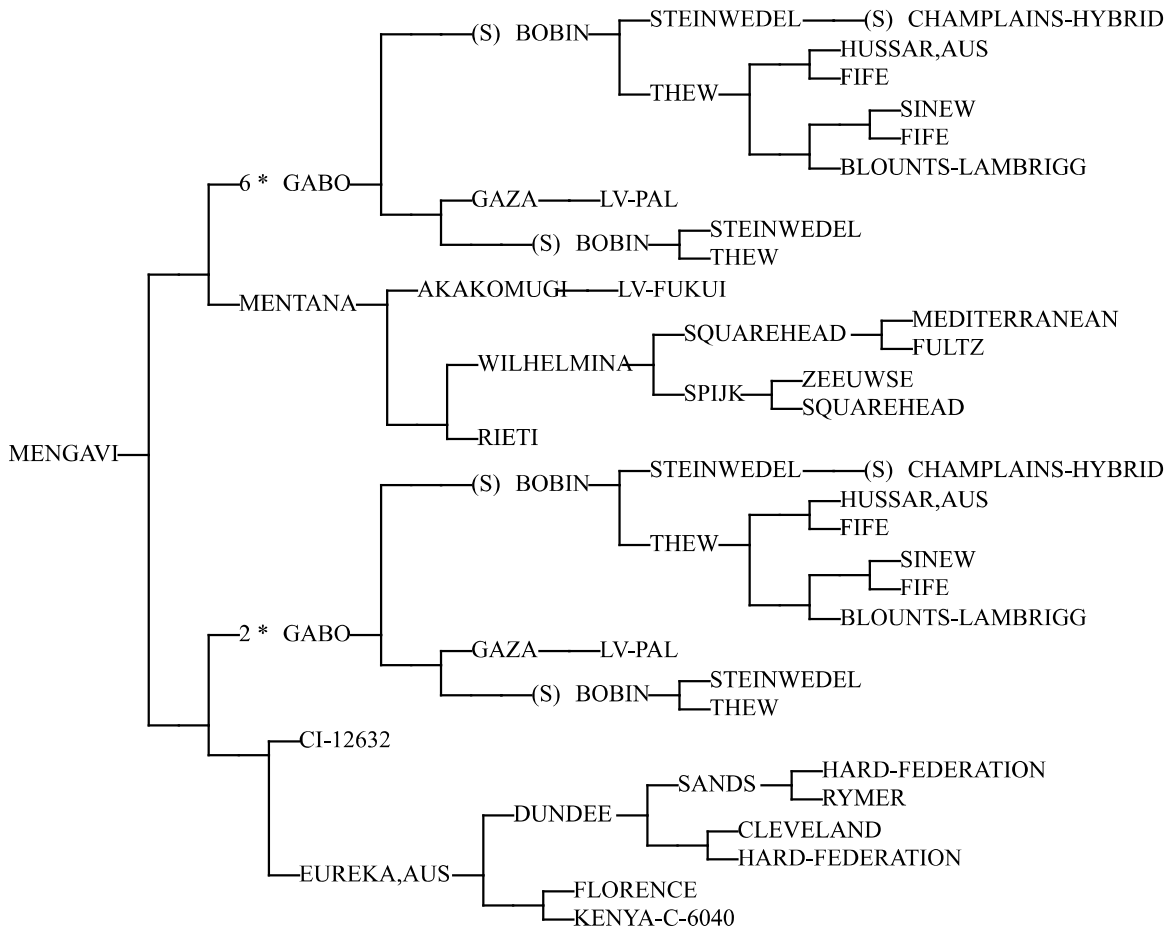 (S) BOBIN STEINWEDEL (S) CHAMPLAINS-HYBRID
HUSSAR,AUS
FIFE
THEW
SINEW
FIFE
BLOUNTS-LAMBRIGG
6 * GABO
GAZA LV-PAL
STEINWEDEL
(S) BOBIN
THEW
AKAKOMUGI LV-FUKUI
MENTANA
MEDITERRANEAN
SQUAREHEAD
FULTZ
WILHELMINA
ZEEUWSE
SPIJK
SQUAREHEAD
RIETI
MENGAVI
STEINWEDEL (S) CHAMPLAINS-HYBRID
(S) BOBIN
HUSSAR,AUS
FIFE
THEW
SINEW
FIFE
BLOUNTS-LAMBRIGG
2 * GABO
GAZA LV-PAL
STEINWEDEL
(S) BOBIN
THEW
CI-12632
HARD-FEDERATION
SANDS
RYMER
DUNDEE
CLEVELAND
HARD-FEDERATION
EUREKA,AUS
FLORENCE
KENYA-C-6040